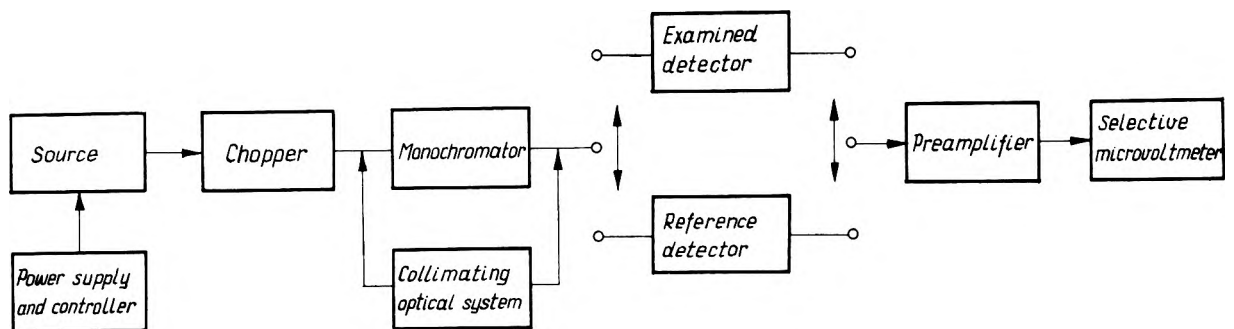 Source
Power supply
and controller
Chopper
Monochromator
Collimating
optical system
Examined
detector
Reference
detector
Preamplifier
Selective
microvoltmeter